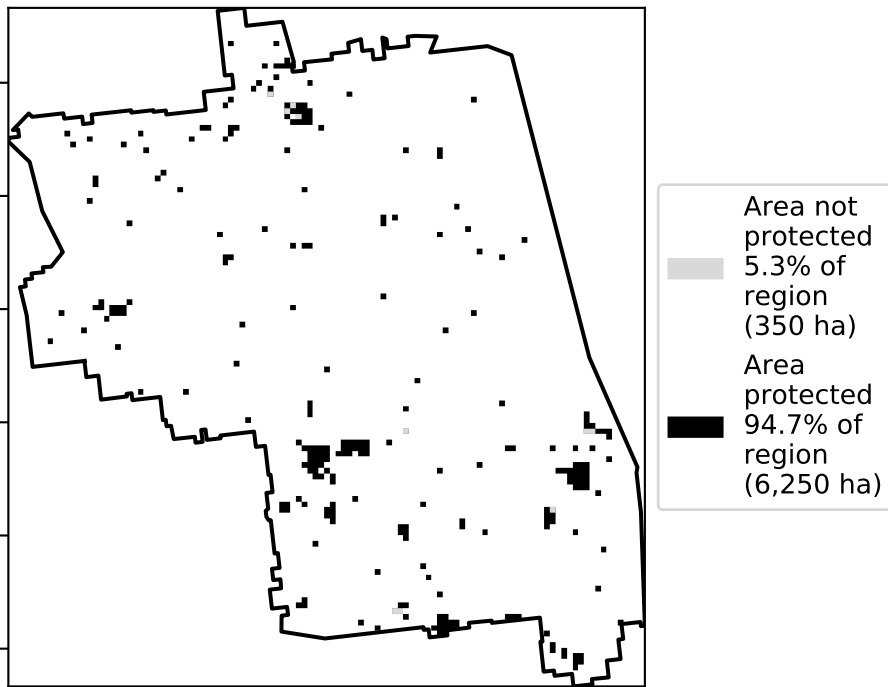 Area not
protected
5.3% of
region
(350 ha)
Area
protected
94.7% of
region
(6,250 ha)